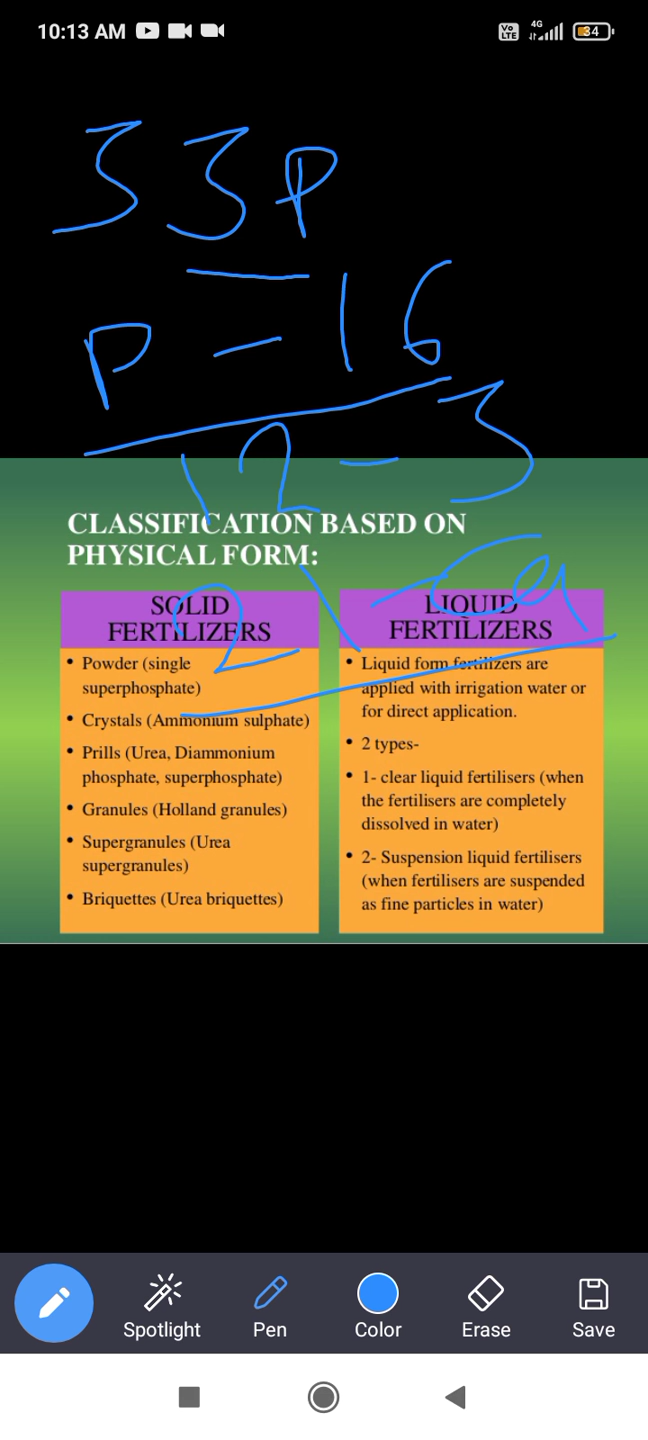 10:13 AM
Vo LTE 4G 34
33P
P - 16
12 - 3
CLASSIFICATION BASED ON
PHYSICAL FORM:
SOLID
FERTILIZERS
• Powder (single
superphosphate)
• Crystals (Ammonium sulphate)
• Prills (Urea, Diammonium
phosphate, superphosphate)
• Granules (Holland granules)
• Supergranules (Urea
supergranules)
• Briquettes (Urea briquettes)
LIQUID
FERTILIZERS
• Liquid form fertilizers are
applied with irrigation water or
for direct application.
• 2 types-
• 1- clear liquid fertilisers (when
the fertilisers are completely
dissolved in water)
• 2- Suspension liquid fertilisers
(when fertilisers are suspended
as fine particles in water)
Spotlight Pen Color Erase Save